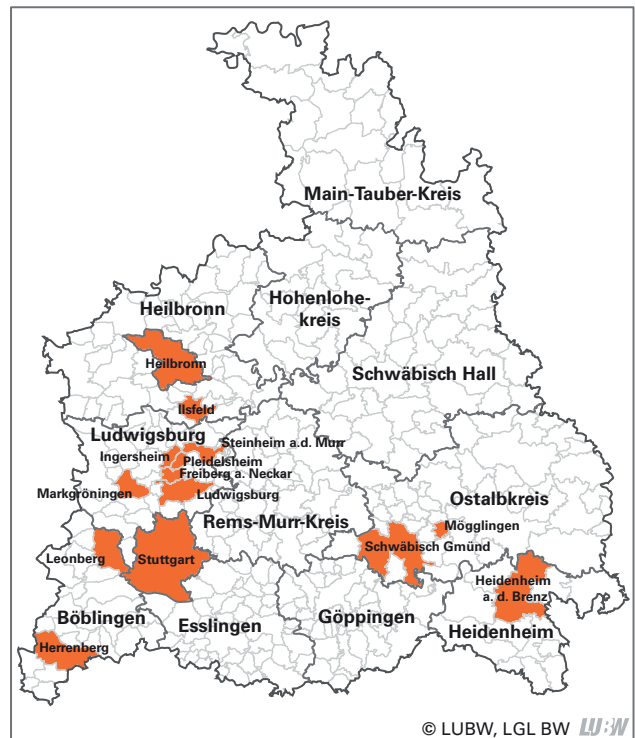 Main-Tauber-Kreis
Hohenlohe-
kreis
Heilbronn
Heilbronn
Schwäbisch Hall
Ilsfeld
Ludwigsburg
Steinheim a.d. Murr
Ingersheim
Pleidelsheim
Freiberg a. Neckar
Markgröningen
Ludwigsburg
Ostalbkreis
Rems-Murr-Kreis
Mögglingen
Schwäbisch Gmünd
Leonberg
Stuttgart
Heidenheim
a. d. Brenz
Böblingen
Esslingen
Göppingen
Heidenheim
Herrenberg
© LUBW, LGL BW LUBW